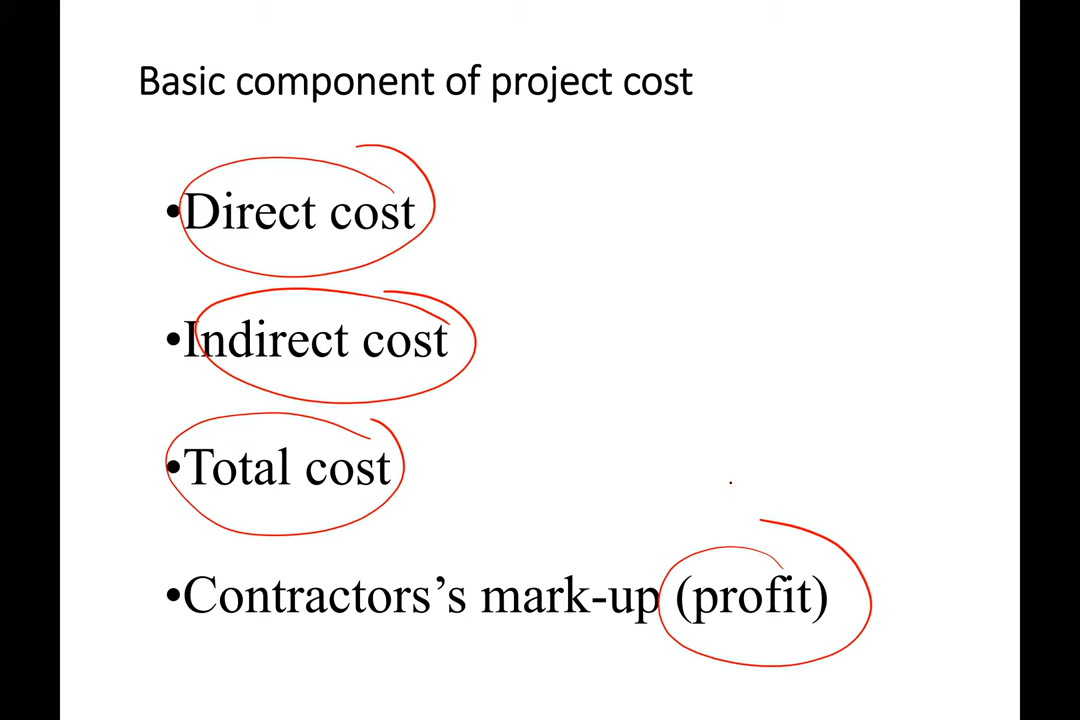 Basic component of project cost
•Direct cost
•Indirect cost
•Total cost
•Contractors’s mark-up (profit)